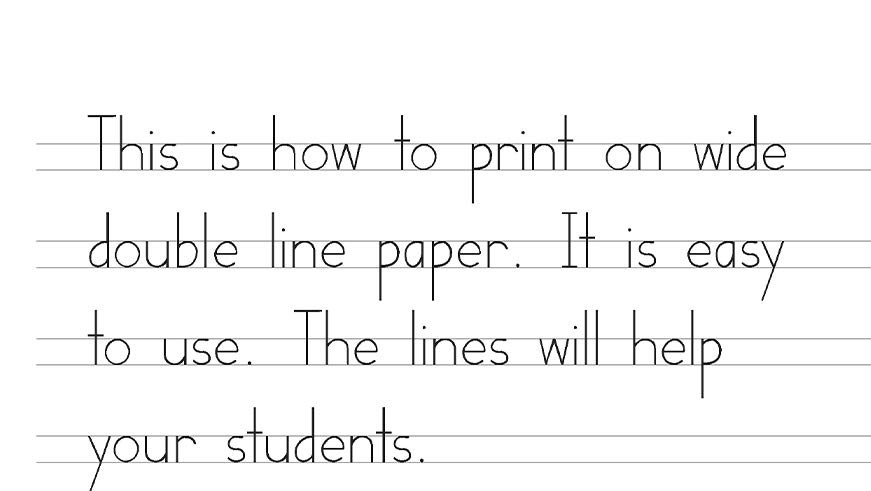 This is how to print on wide
double line paper. It is easy
to use. The lines will help
your students.